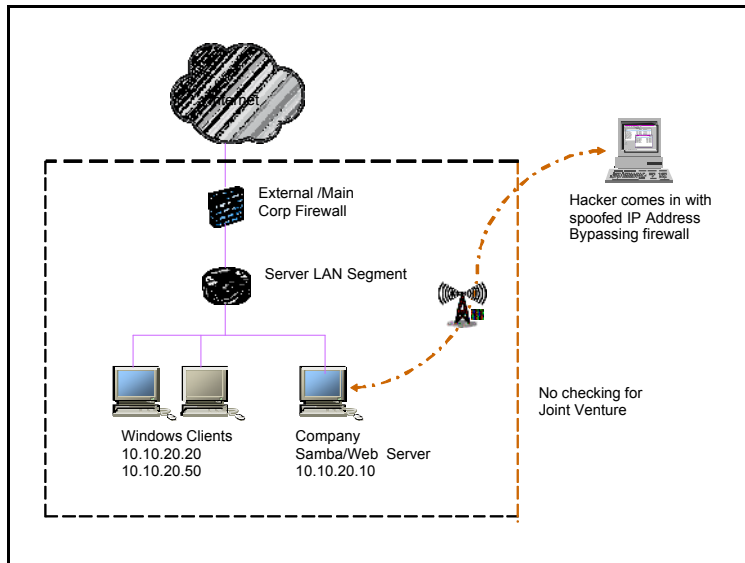 Internet
External /Main
Corp Firewall
Hacker comes in with
spoofed IP Address
Bypassing firewall
Server LAN Segment
No checking for
Joint Venture
Windows Clients
10.10.20.20
10.10.20.50
Company
Samba/Web Server
10.10.20.10